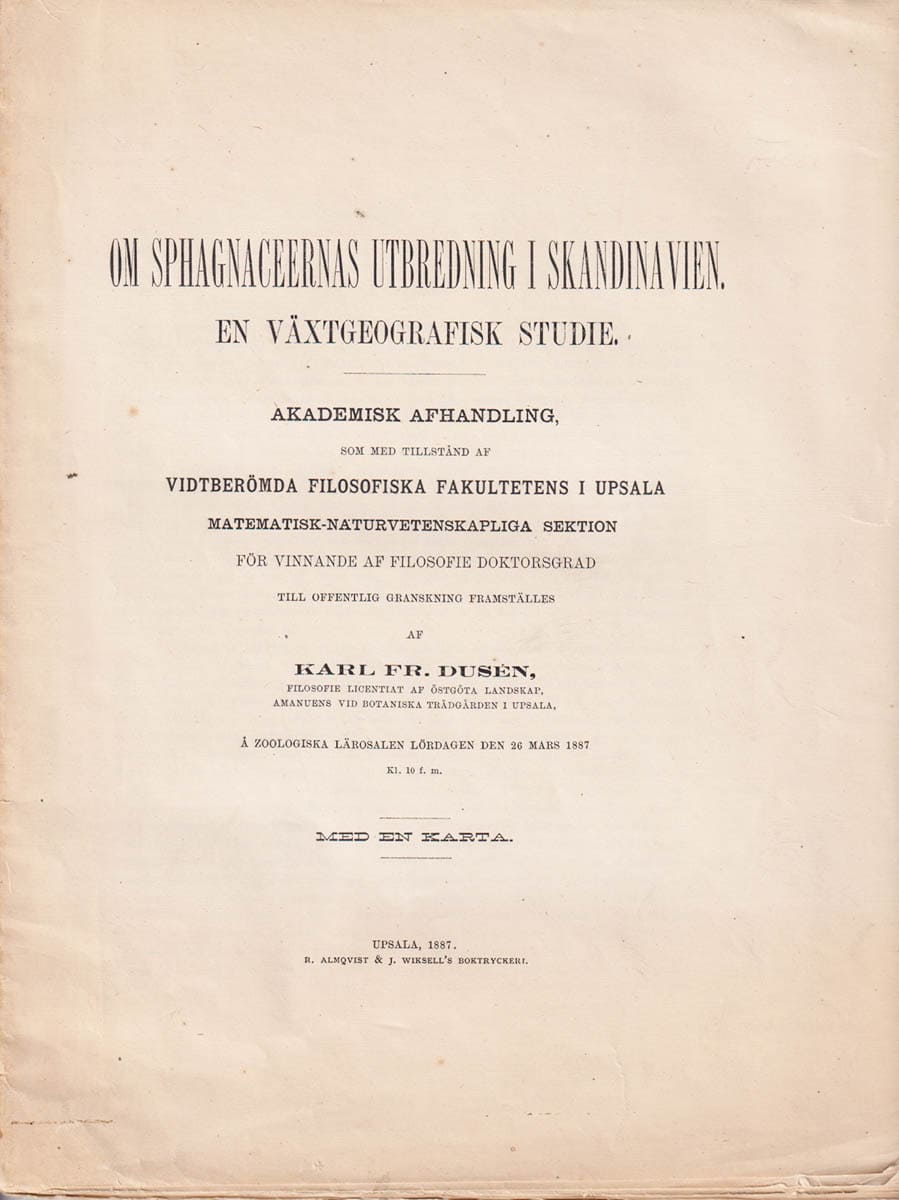 OM SPHAGNACEERNAS UTBREDNING I SKANDINAVIEN.
EN VÄXTGEOGRAFISK STUDIE.
AKADEMISK AFHANDLING,
SOM MED TILLSTÅND AF
VIDTBERÖMDA FILOSOFISKA FAKULTETENS I UPSALA
MATEMATISK-NATURVETENSKAPLIGA SEKTION
FÖR VINNANDE AF FILOSOFIE DOKTORSGRAD
TILL OFFENTLIG GRANSKNING FRAMSTÄLLES
AF
KARL FR. DUSÉN,
FILOSOFIE LICENTIAT AF ÖSTGÖTA LANDSKAP,
AMANUENS VID BOTANISKA TRÄDGÅRDEN I UPSALA,
Å ZOOLOGISKA LÄROSALEN LÖRDAGEN DEN 26 MARS 1887
Kl. 10 f. m.
MED EN KARTA.
UPSALA, 1887.
R. ALMQVIST & J. WIKSELL'S BOKTRYCKERI.